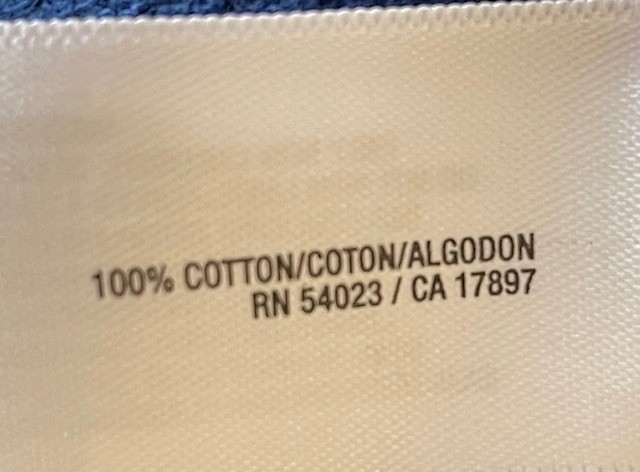 100% COTTON/COTON/ALGODON
RN 54023 / CA 17897